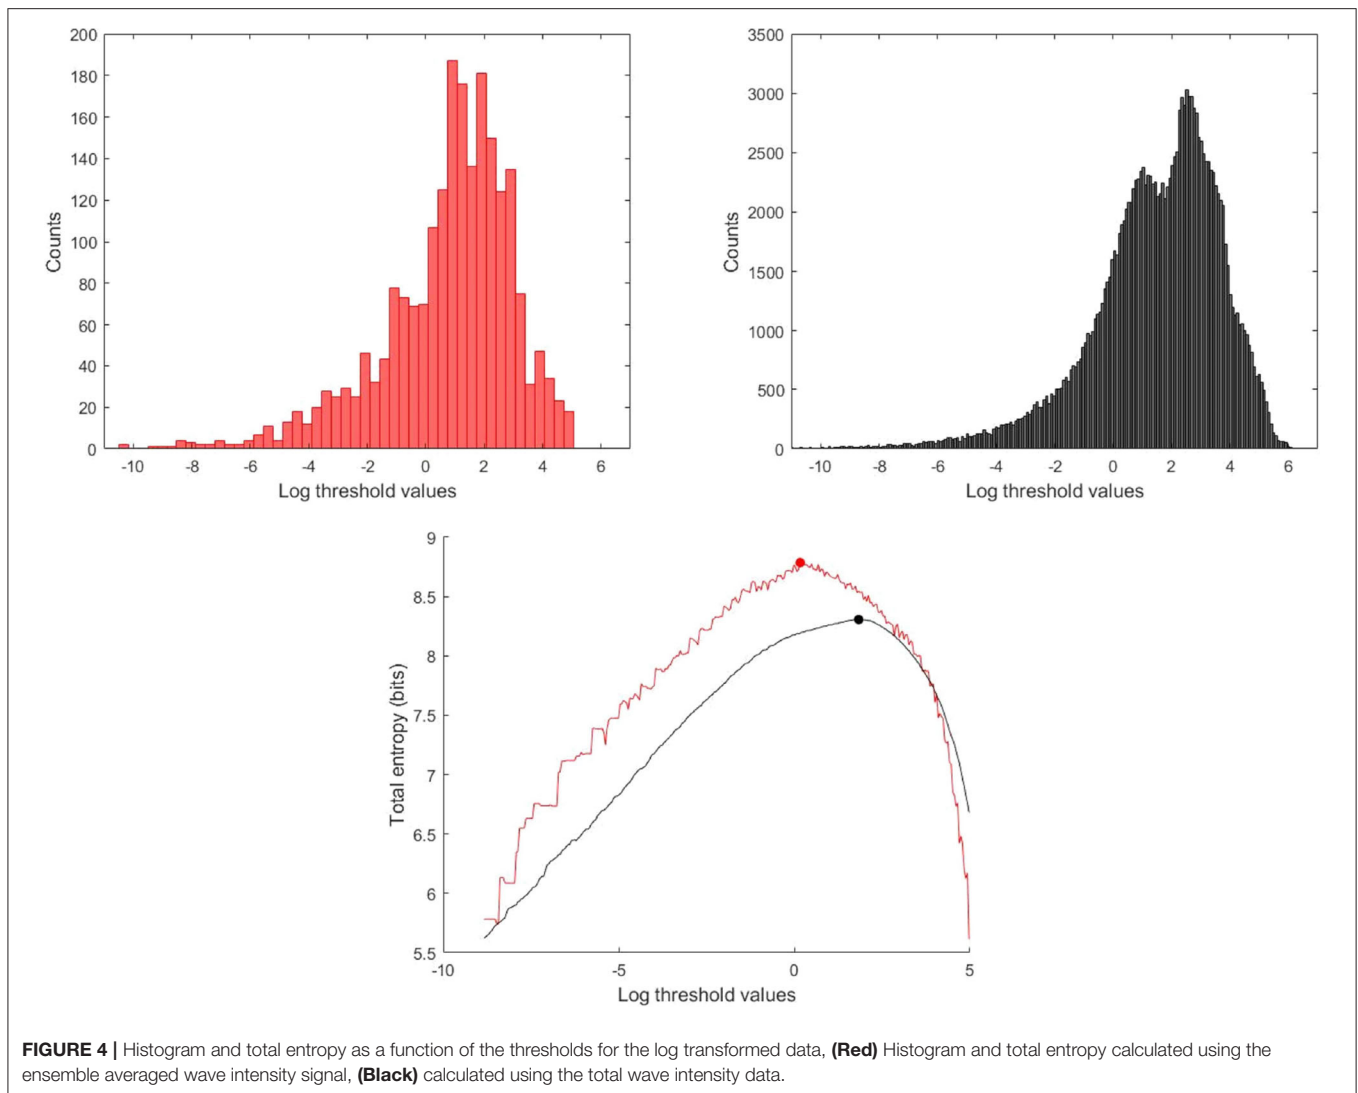 200
180
160
140
120
100
80
60
40
20
0
Counts
-10 -8 -6 -4 -2 0 2 4 6
Log threshold values
3500
3000
2500
2000
1500
1000
500
0
Counts
-10 -8 -6 -4 -2 0 2 4 6
Log threshold values
9
8.5
8
7.5
7
6.5
6
5.5
Total entropy (bits)
-10 -5 0 5
Log threshold values
FIGURE 4 | Histogram and total entropy as a function of the thresholds for the log transformed data, (Red) Histogram and total entropy calculated using the
ensemble averaged wave intensity signal, (Black) calculated using the total wave intensity data.